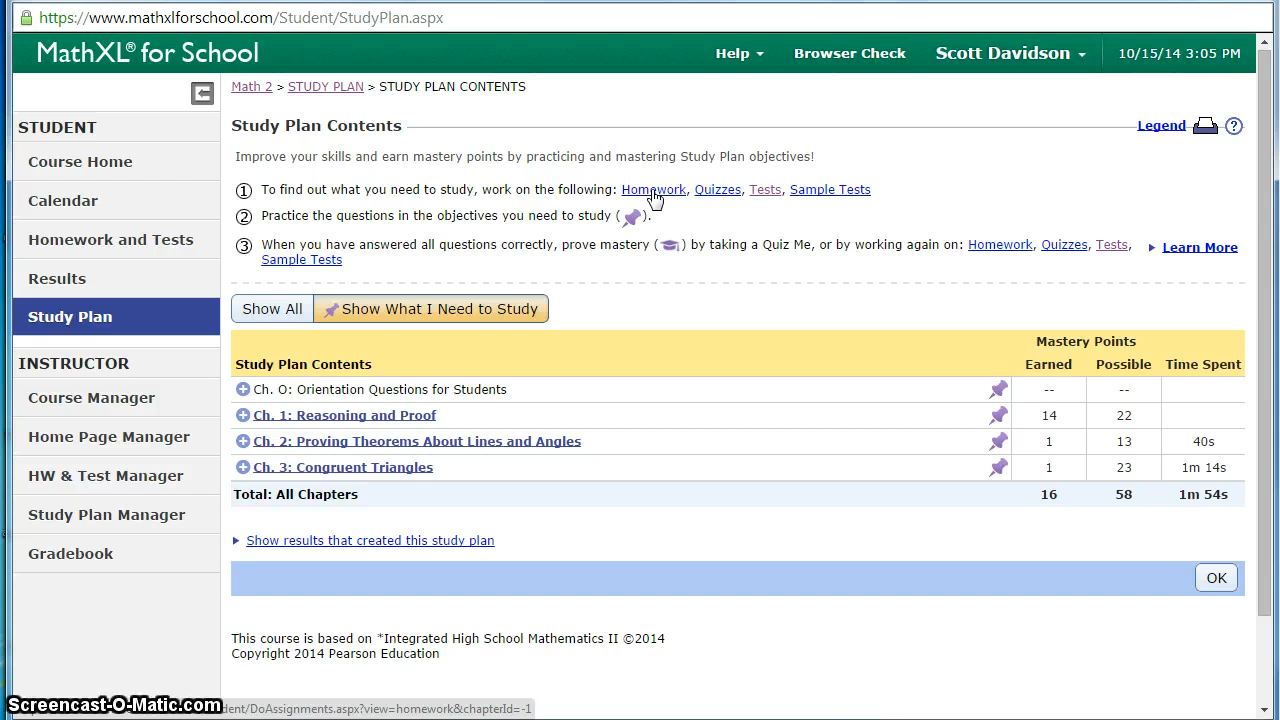 https://www.mathxlforschool.com/Student/StudyPlan.aspx
MathXL® for School
Help
Browser Check
Scott Davidson
10/15/14 3:05 PM
Math 2 > STUDY PLAN > STUDY PLAN CONTENTS
STUDENT
Course Home
Calendar
Homework and Tests
Results
Study Plan
INSTRUCTOR
Course Manager
Home Page Manager
HW & Test Manager
Study Plan Manager
Gradebook
Study Plan Contents
Legend
?
Improve your skills and earn mastery points by practicing and mastering Study Plan objectives!
1 To find out what you need to study, work on the following: Homework, Quizzes, Tests, Sample Tests
2 Practice the questions in the objectives you need to study ( ).
3 When you have answered all questions correctly, prove mastery ( ) by taking a Quiz Me, or by working again on: Homework, Quizzes, Tests,
Sample Tests
Learn More
Show All
Show What I Need to Study
Mastery Points
Study Plan Contents Earned Possible Time Spent
Ch. O: Orientation Questions for Students -- --
Ch. 1: Reasoning and Proof 14 22
Ch. 2: Proving Theorems About Lines and Angles 1 13 40s
Ch. 3: Congruent Triangles 1 23 1m 14s
Total: All Chapters 16 58 1m 54s
Show results that created this study plan
OK
This course is based on *Integrated High School Mathematics II ©2014
Copyright 2014 Pearson Education
Screencast-O-Matic.com
dent/DoAssignments.aspx?view=homework&chapterId=-1